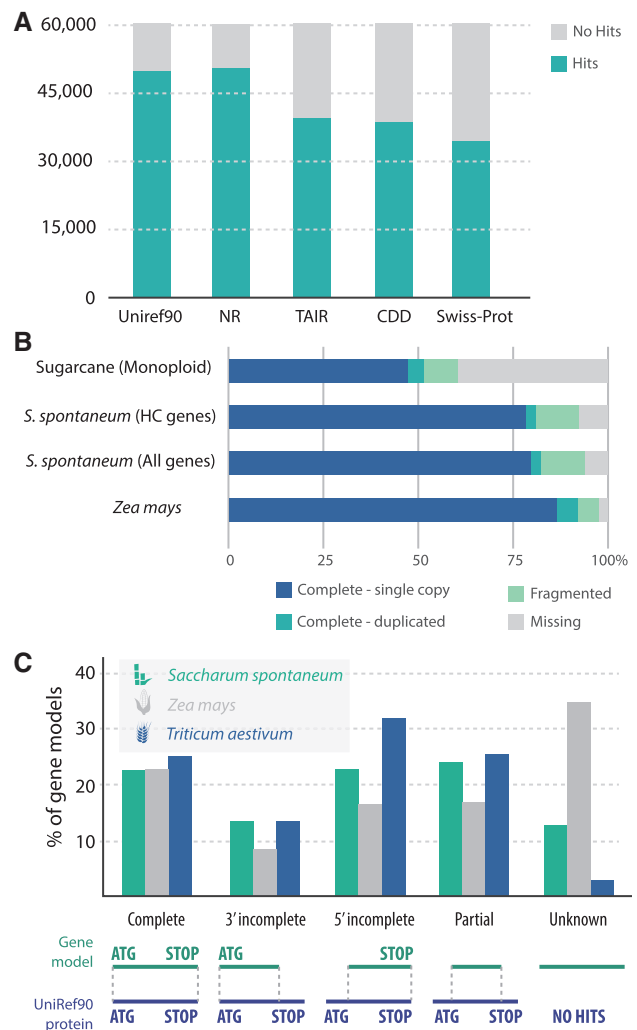 A
60,000
45,000
30,000
15,000
0
No Hits
Hits
Uniref90 NR TAIR CDD Swiss-Prot
B
Sugarcane (Monoploid)
S. spontaneum (HC genes)
S. spontaneum (All genes)
Zea mays
0 25 50 75 100%
Complete - single copy
Fragmented
Complete - duplicated
Missing
C
% of gene models
40
30
20
10
Saccharum spontaneum
Zea mays
Triticum aestivum
Complete 3’ incomplete 5’ incomplete Partial Unknown
Gene
model
ATG STOP ATG STOP
UniRef90
protein
ATG STOP ATG STOP ATG STOP ATG STOP NO HITS